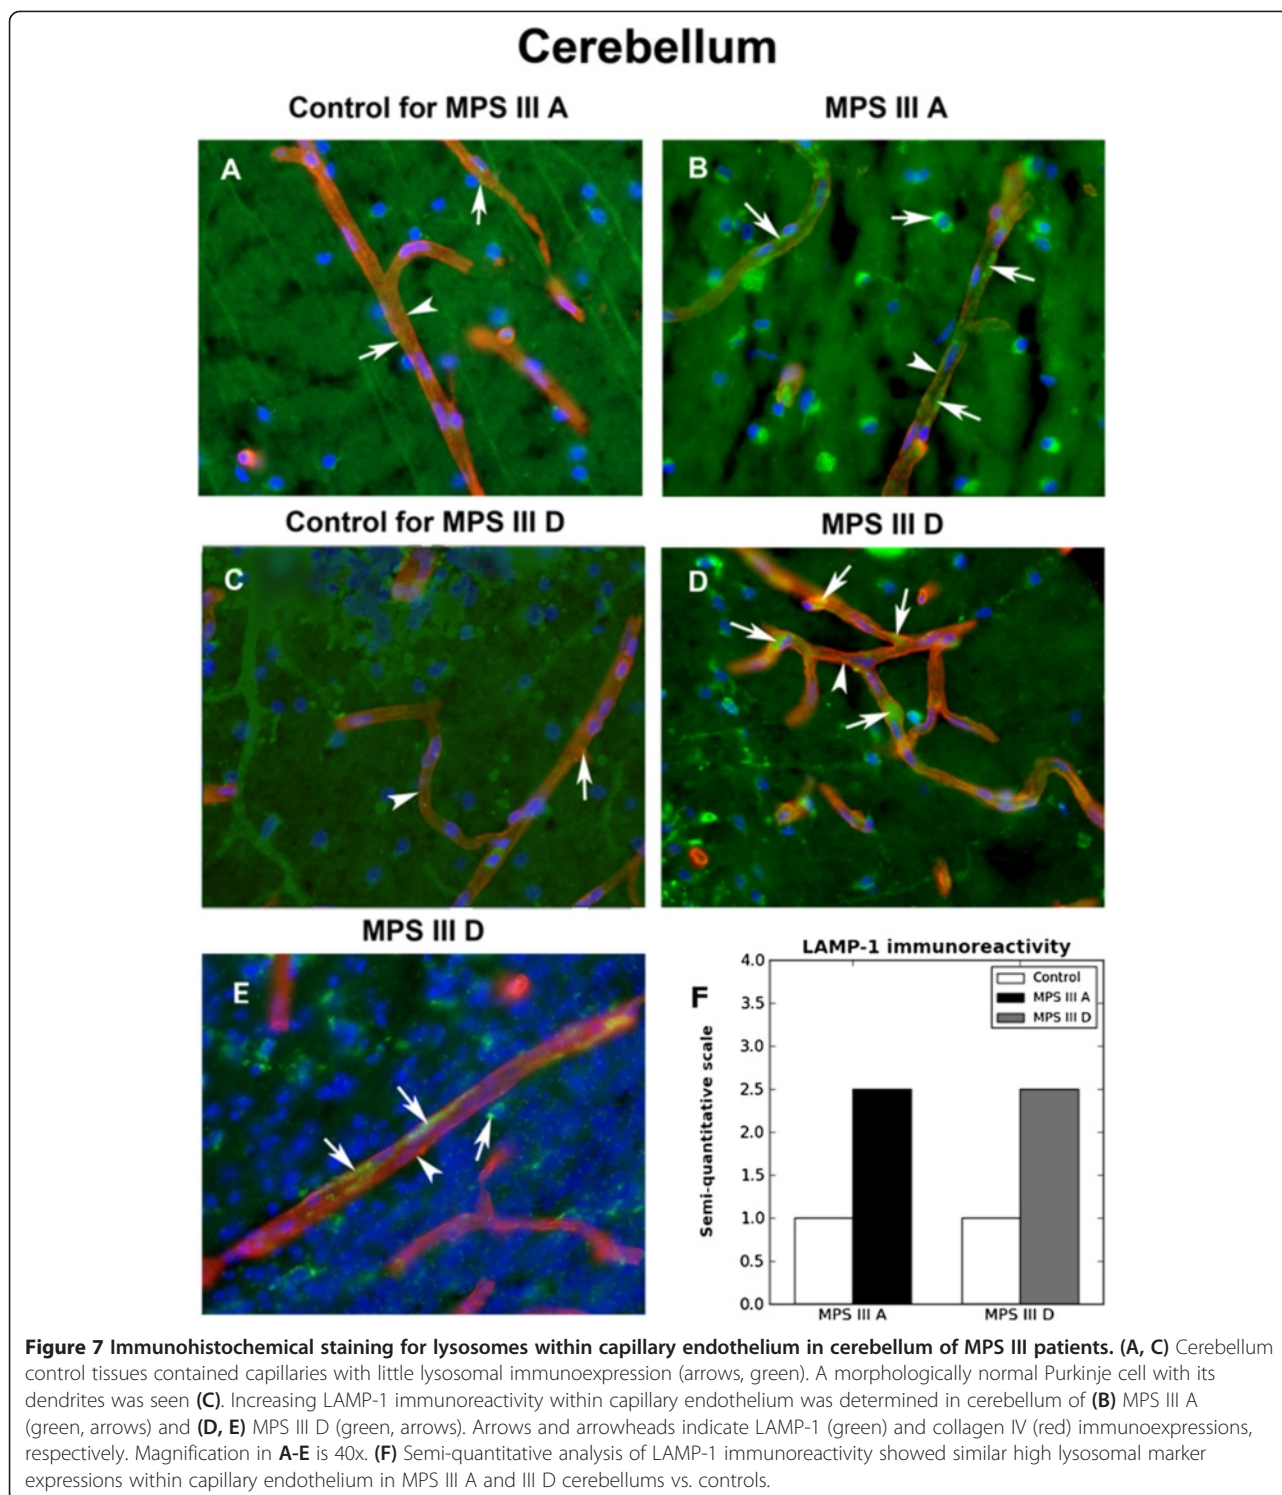 Cerebellum
Control for MPS III A
MPS III A
A
B
Control for MPS III D
MPS III D
C
D
MPS III D
E
F
LAMP-1 immunoreactivity
Semi-quantitative scale
4.0
3.5
3.0
2.5
2.0
1.5
1.0
0.5
0.0
Control
MPS III A
MPS III D
MPS III A
MPS III D
Figure 7 Immunohistochemical staining for lysosomes within capillary endothelium in cerebellum of MPS III patients. (A, C) Cerebellum
control tissues contained capillaries with little lysosomal immunoexpression (arrows, green). A morphologically normal Purkinje cell with its
dendrites was seen (C). Increasing LAMP-1 immunoreactivity within capillary endothelium was determined in cerebellum of (B) MPS III A
(green, arrows) and (D, E) MPS III D (green, arrows). Arrows and arrowheads indicate LAMP-1 (green) and collagen IV (red) immunoexpressions,
respectively. Magnification in A-E is 40x. (F) Semi-quantitative analysis of LAMP-1 immunoreactivity showed similar high lysosomal marker
expressions within capillary endothelium in MPS III A and III D cerebellums vs. controls.